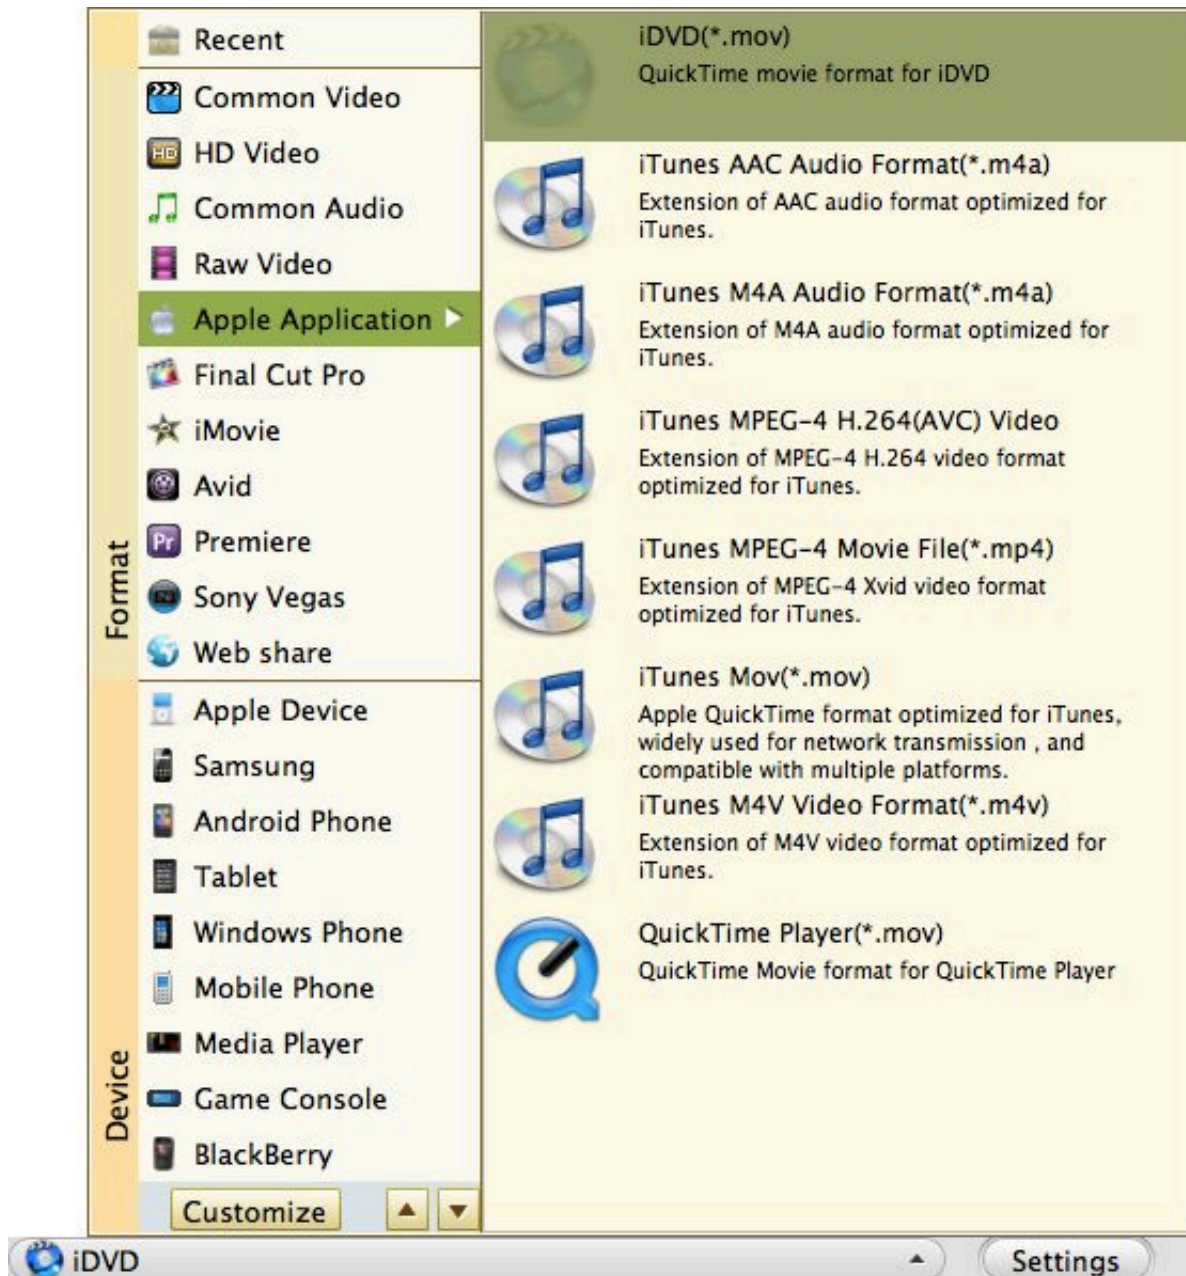 Recent
Common Video
HD
HD Video
Common Audio
Raw Video
Apple Application
Final Cut Pro
iMovie
Avid
Pr
Premiere
Sony Vegas
Web share
Format
Apple Device
Samsung
Android Phone
Tablet
Windows Phone
Mobile Phone
Media Player
Game Console
BlackBerry
Device
Customize
iDVD(*.mov)
QuickTime movie format for iDVD
iTunes AAC Audio Format(*.m4a)
Extension of AAC audio format optimized for
iTunes.
iTunes M4A Audio Format(*.m4a)
Extension of M4A audio format optimized for
iTunes.
iTunes MPEG-4 H.264(AVC) Video
Extension of MPEG-4 H.264 video format
optimized for iTunes.
iTunes MPEG-4 Movie File(*.mp4)
Extension of MPEG-4 Xvid video format
optimized for iTunes.
iTunes Mov(*.mov)
Apple QuickTime format optimized for iTunes,
widely used for network transmission , and
compatible with multiple platforms.
iTunes M4V Video Format(*.m4v)
Extension of M4V video format optimized for
iTunes.
QuickTime Player(*.mov)
QuickTime Movie format for QuickTime Player
iDVD
Settings